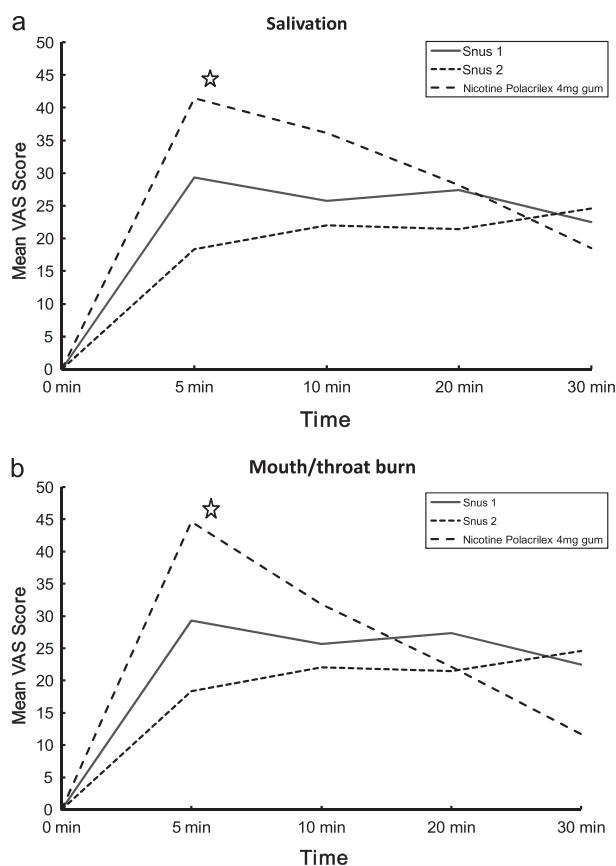 a
Salivation
Mean VAS Score
50
45
40
35
30
25
20
15
10
5
0
0 min 5 min 10 min 20 min 30 min
Time
Snus 1
Snus 2
Nicotine Polacrilex 4mg gum
b
Mouth/throat burn
Mean VAS Score
50
45
40
35
30
25
20
15
10
5
0
0 min 5 min 10 min 20 min 30 min
Time
Snus 1
Snus 2
Nicotine Polacrilex 4mg gum